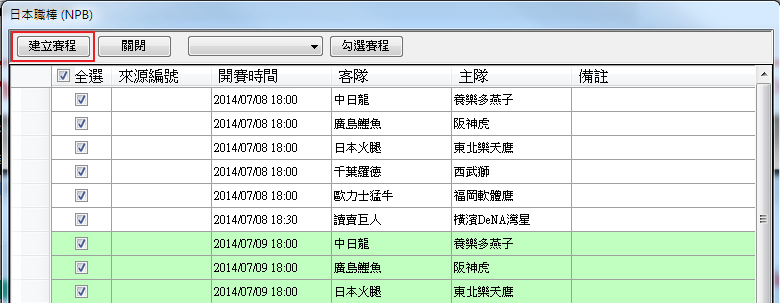 日本職棒 (NPB)
建立賽程 關閉 勾選賽程
全選 來源編號 開賽時間 客隊 主隊 備註
2014/07/08 18:00 中日龍 養樂多燕子
2014/07/08 18:00 廣島鯉魚 阪神虎
2014/07/08 18:00 日本火腿 東北樂天鷹
2014/07/08 18:00 千葉羅德 西武獅
2014/07/08 18:00 歐力士猛牛 福岡軟體鷹
2014/07/08 18:30 讀賣巨人 橫濱DeNA灣星
2014/07/09 18:00 中日龍 養樂多燕子
2014/07/09 18:00 廣島鯉魚 阪神虎
2014/07/09 18:00 日本火腿 東北樂天鷹